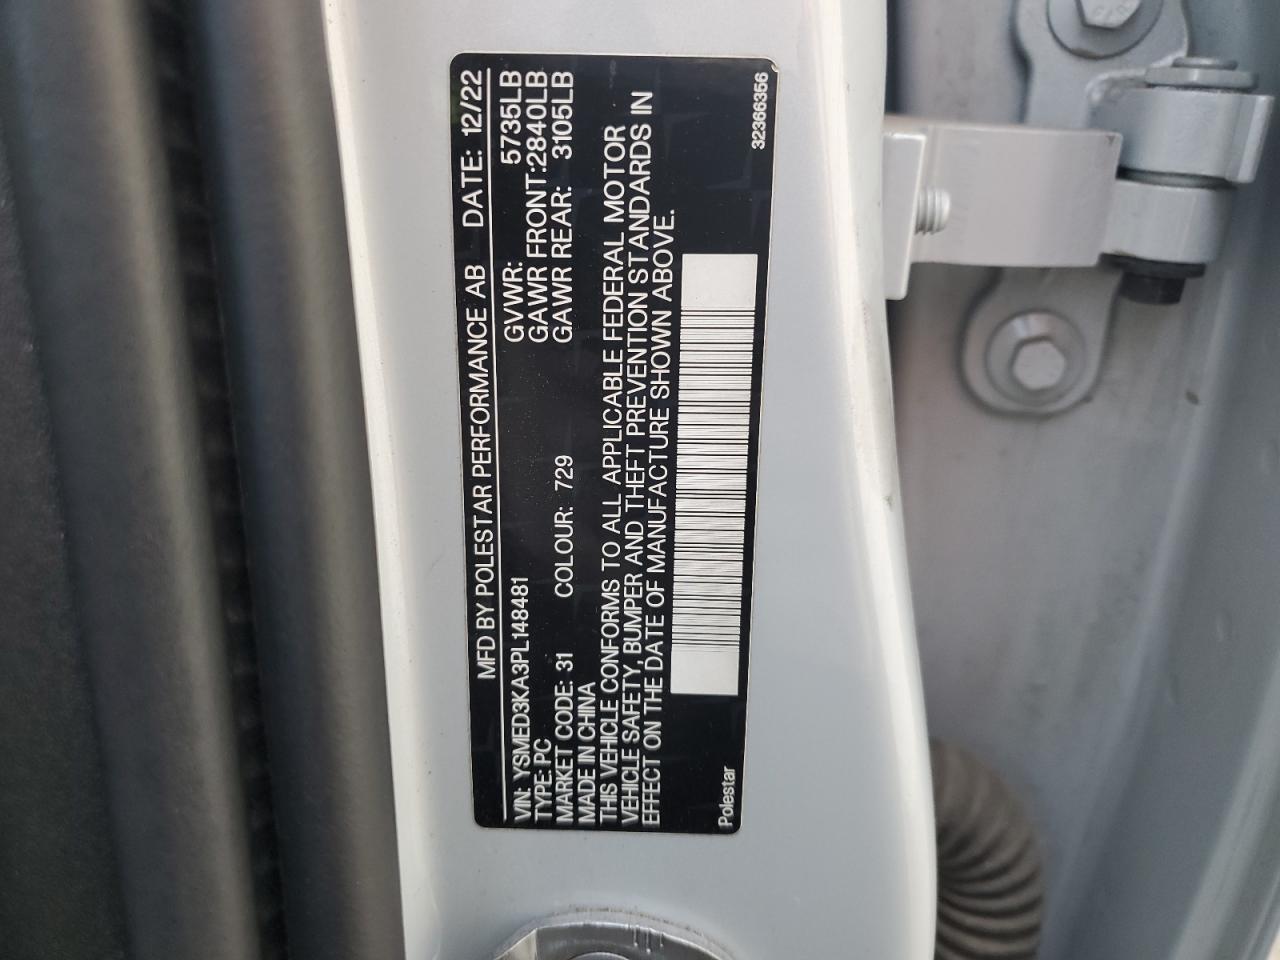 MFD BY POLESTAR PERFORMANCE AB DATE: 12/22
GVWR: 5735LB
VIN: YSMED3KA3PL148481 GAWR FRONT:2840LB
TYPE: PC GAWR REAR: 3105LB
MARKET CODE: 31 COLOUR: 729
MADE IN CHINA
THIS VEHICLE CONFORMS TO ALL APPLICABLE FEDERAL MOTOR
VEHICLE SAFETY, BUMPER AND THEFT PREVENTION STANDARDS IN
EFFECT ON THE DATE OF MANUFACTURE SHOWN ABOVE.
Polestar 32366356